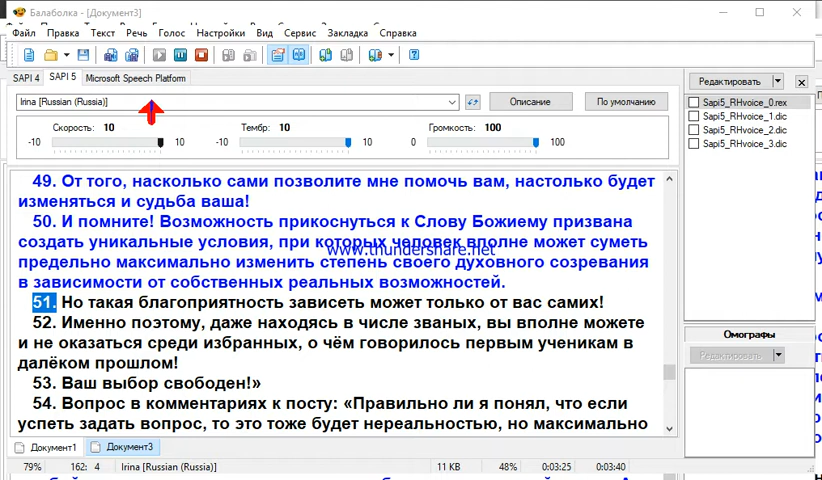 Балаболка - [Документ3]
Файл Правка Текст Речь Голос Настройки Вид Сервис Закладка Справка
SAPI 4 SAPI 5 Microsoft Speech Platform
Irina [Russian (Russia)] Описание По умолчанию
Скорость: 10 Тембр: 10 Громкость: 100
-10 10 -10 10 0 100
Редактировать
Sapi5_RHvoice_0.rex
Sapi5_RHvoice_1.dic
Sapi5_RHvoice_2.dic
Sapi5_RHvoice_3.dic
49. От того, насколько сами позволите мне помочь вам, настолько будет
изменяться и судьба ваша!
50. И помните! Возможность прикоснуться к Слову Божиему призвана
создать уникальные условия, при которых человек вполне может суметь
www.thundershare.net
предельно максимально изменить степень своего духовного созревания
в зависимости от собственных реальных возможностей.
51. Но такая благоприятность зависеть может только от вас самих!
52. Именно поэтому, даже находясь в числе званых, вы вполне можете
и не оказаться среди избранных, о чём говорилось первым ученикам в
далёком прошлом!
53. Ваш выбор свободен!»
54. Вопрос в комментариях к посту: «Правильно ли я понял, что если
успеть задать вопрос, то это тоже будет нереальностью, но максимально
Омографы
Редактировать
Документ1 Документ3
79% 162: 4 Irina [Russian (Russia)] 11 KB 48% 0:03:25 0:03:40